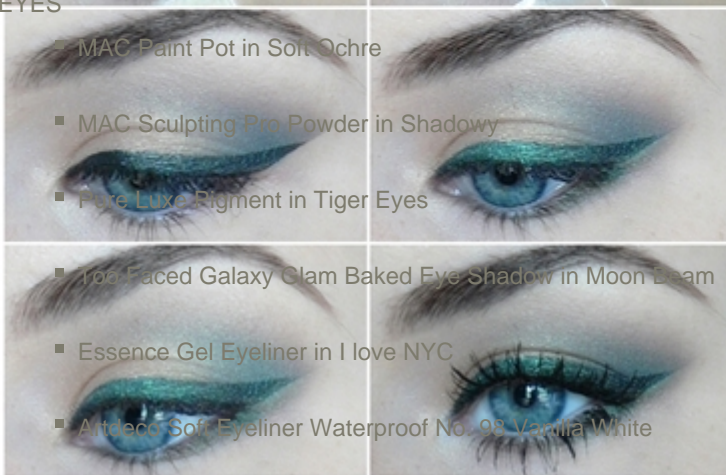 EYES
▪ MAC Paint Pot in Soft Ochre
▪ MAC Sculpting Pro Powder in Shadowy
▪ Pure Luxe Pigment in Tiger Eyes
▪ Too Faced Galaxy Glam Baked Eye Shadow in Moon Beam
▪ Essence Gel Eyeliner in I love NYC
▪ Artdeco Soft Eyeliner Waterproof No. 98 Vanilla White